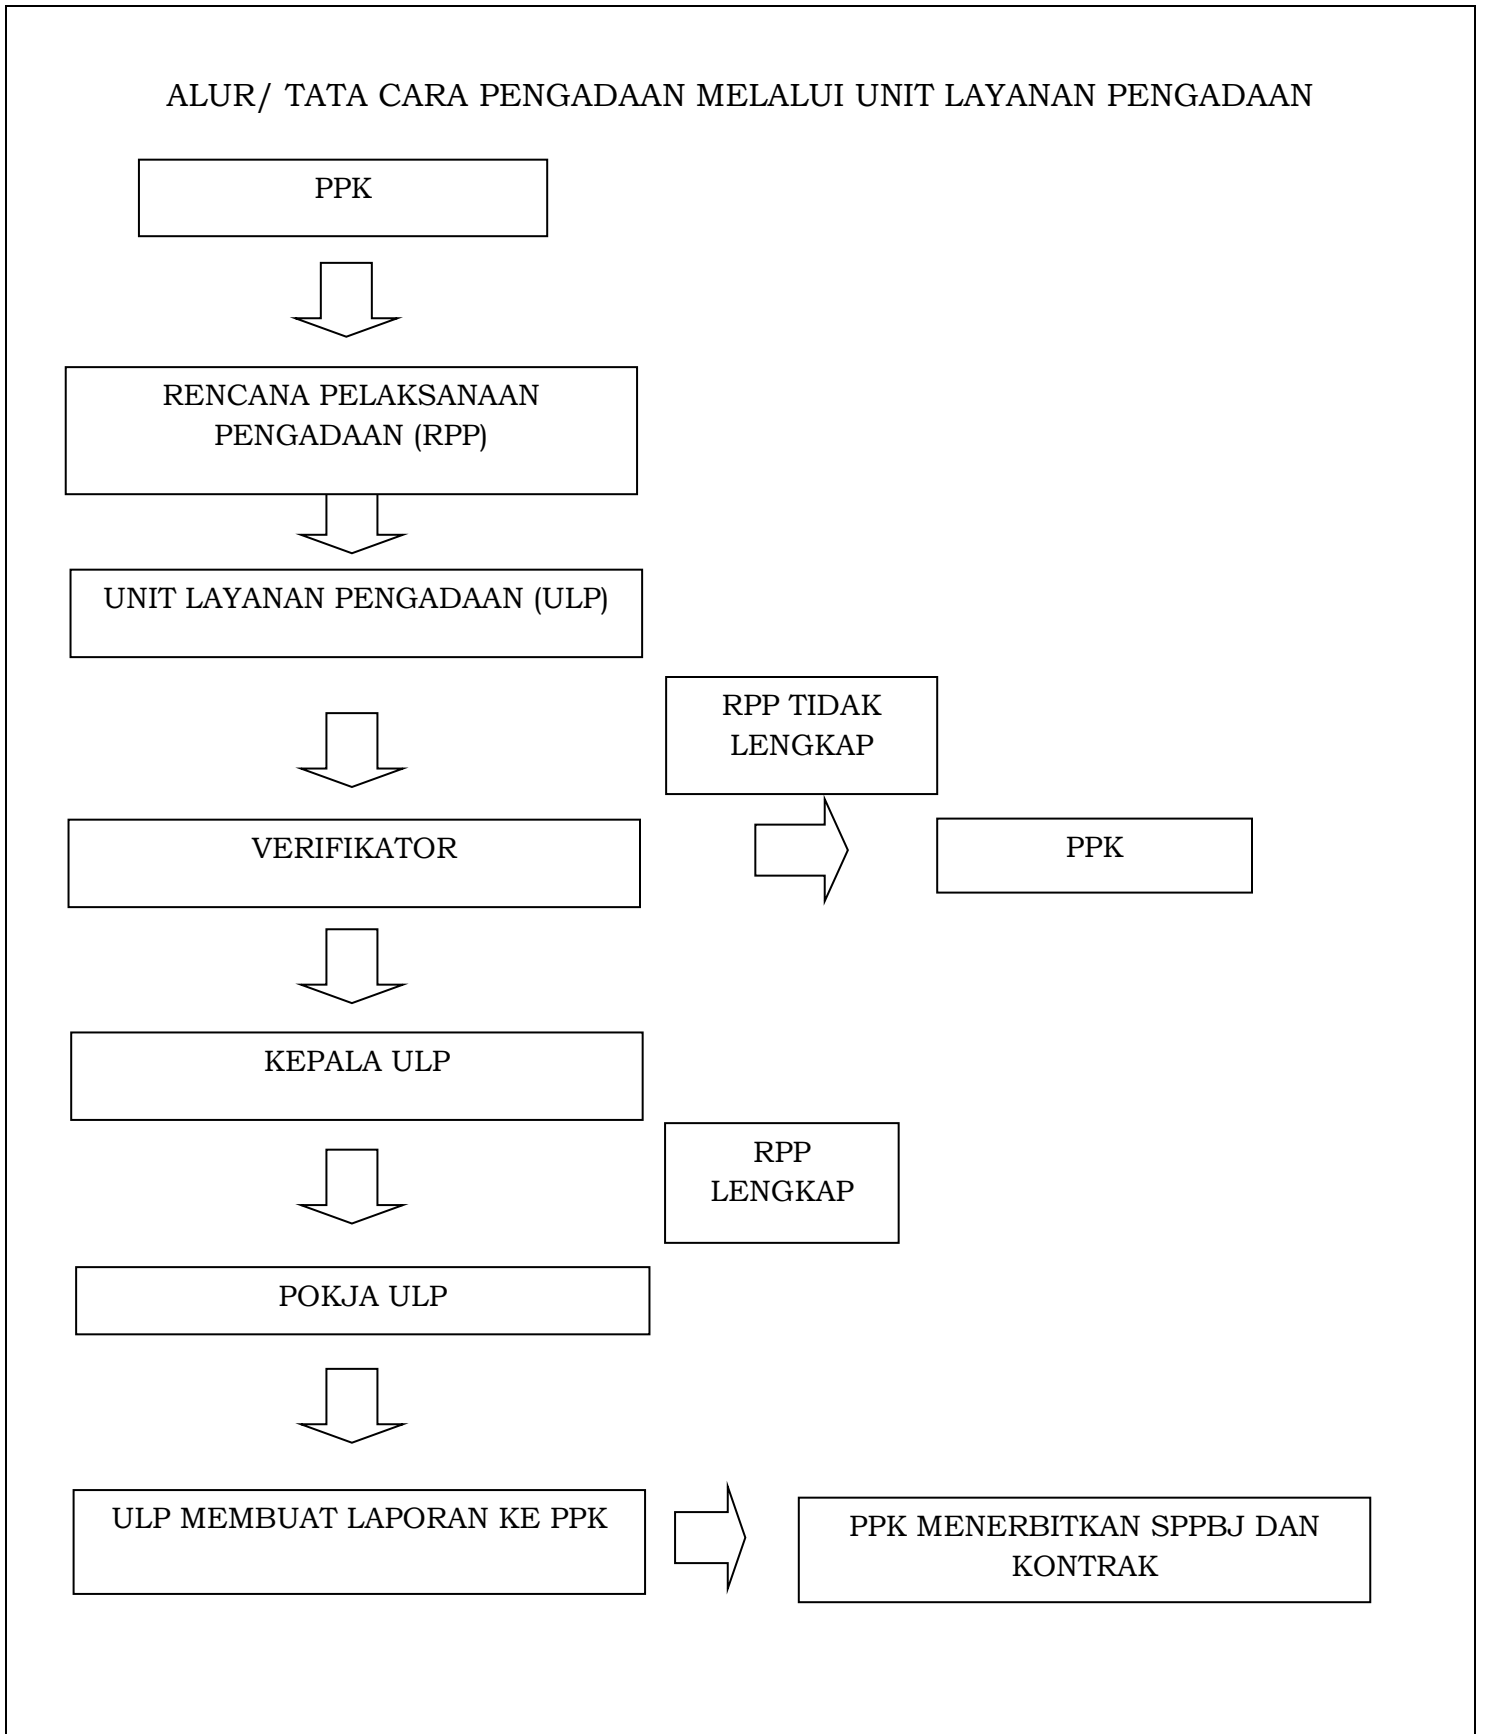 ALUR/ TATA CARA PENGADAAN MELALUI UNIT LAYANAN PENGADAAN
PPK
RENCANA PELAKSANAAN
PENGADAAN (RPP)
UNIT LAYANAN PENGADAAN (ULP)
RPP TIDAK
LENGKAP
VERIFIKATOR
PPK
KEPALA ULP
RPP
LENGKAP
POKJA ULP
ULP MEMBUAT LAPORAN KE PPK
PPK MENERBITKAN SPPBJ DAN
KONTRAK